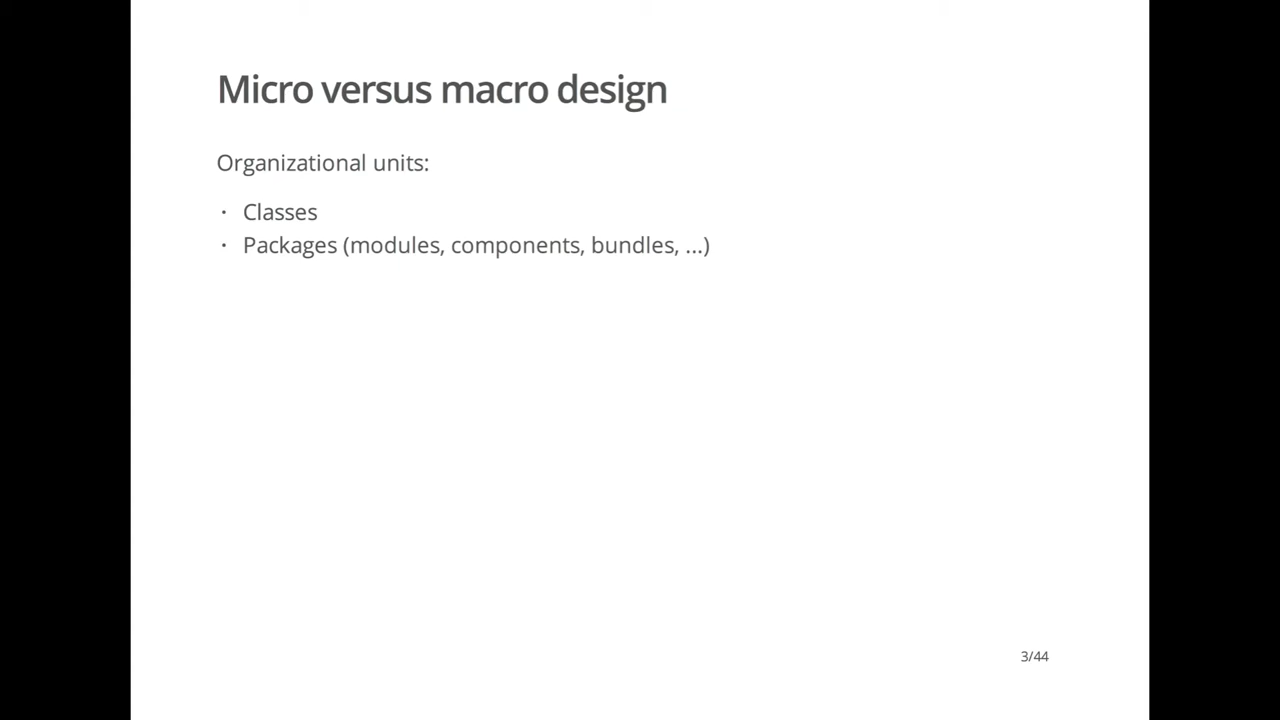 Micro versus macro design
Organizational units:
· Classes
· Packages (modules, components, bundles, ...)
3/44